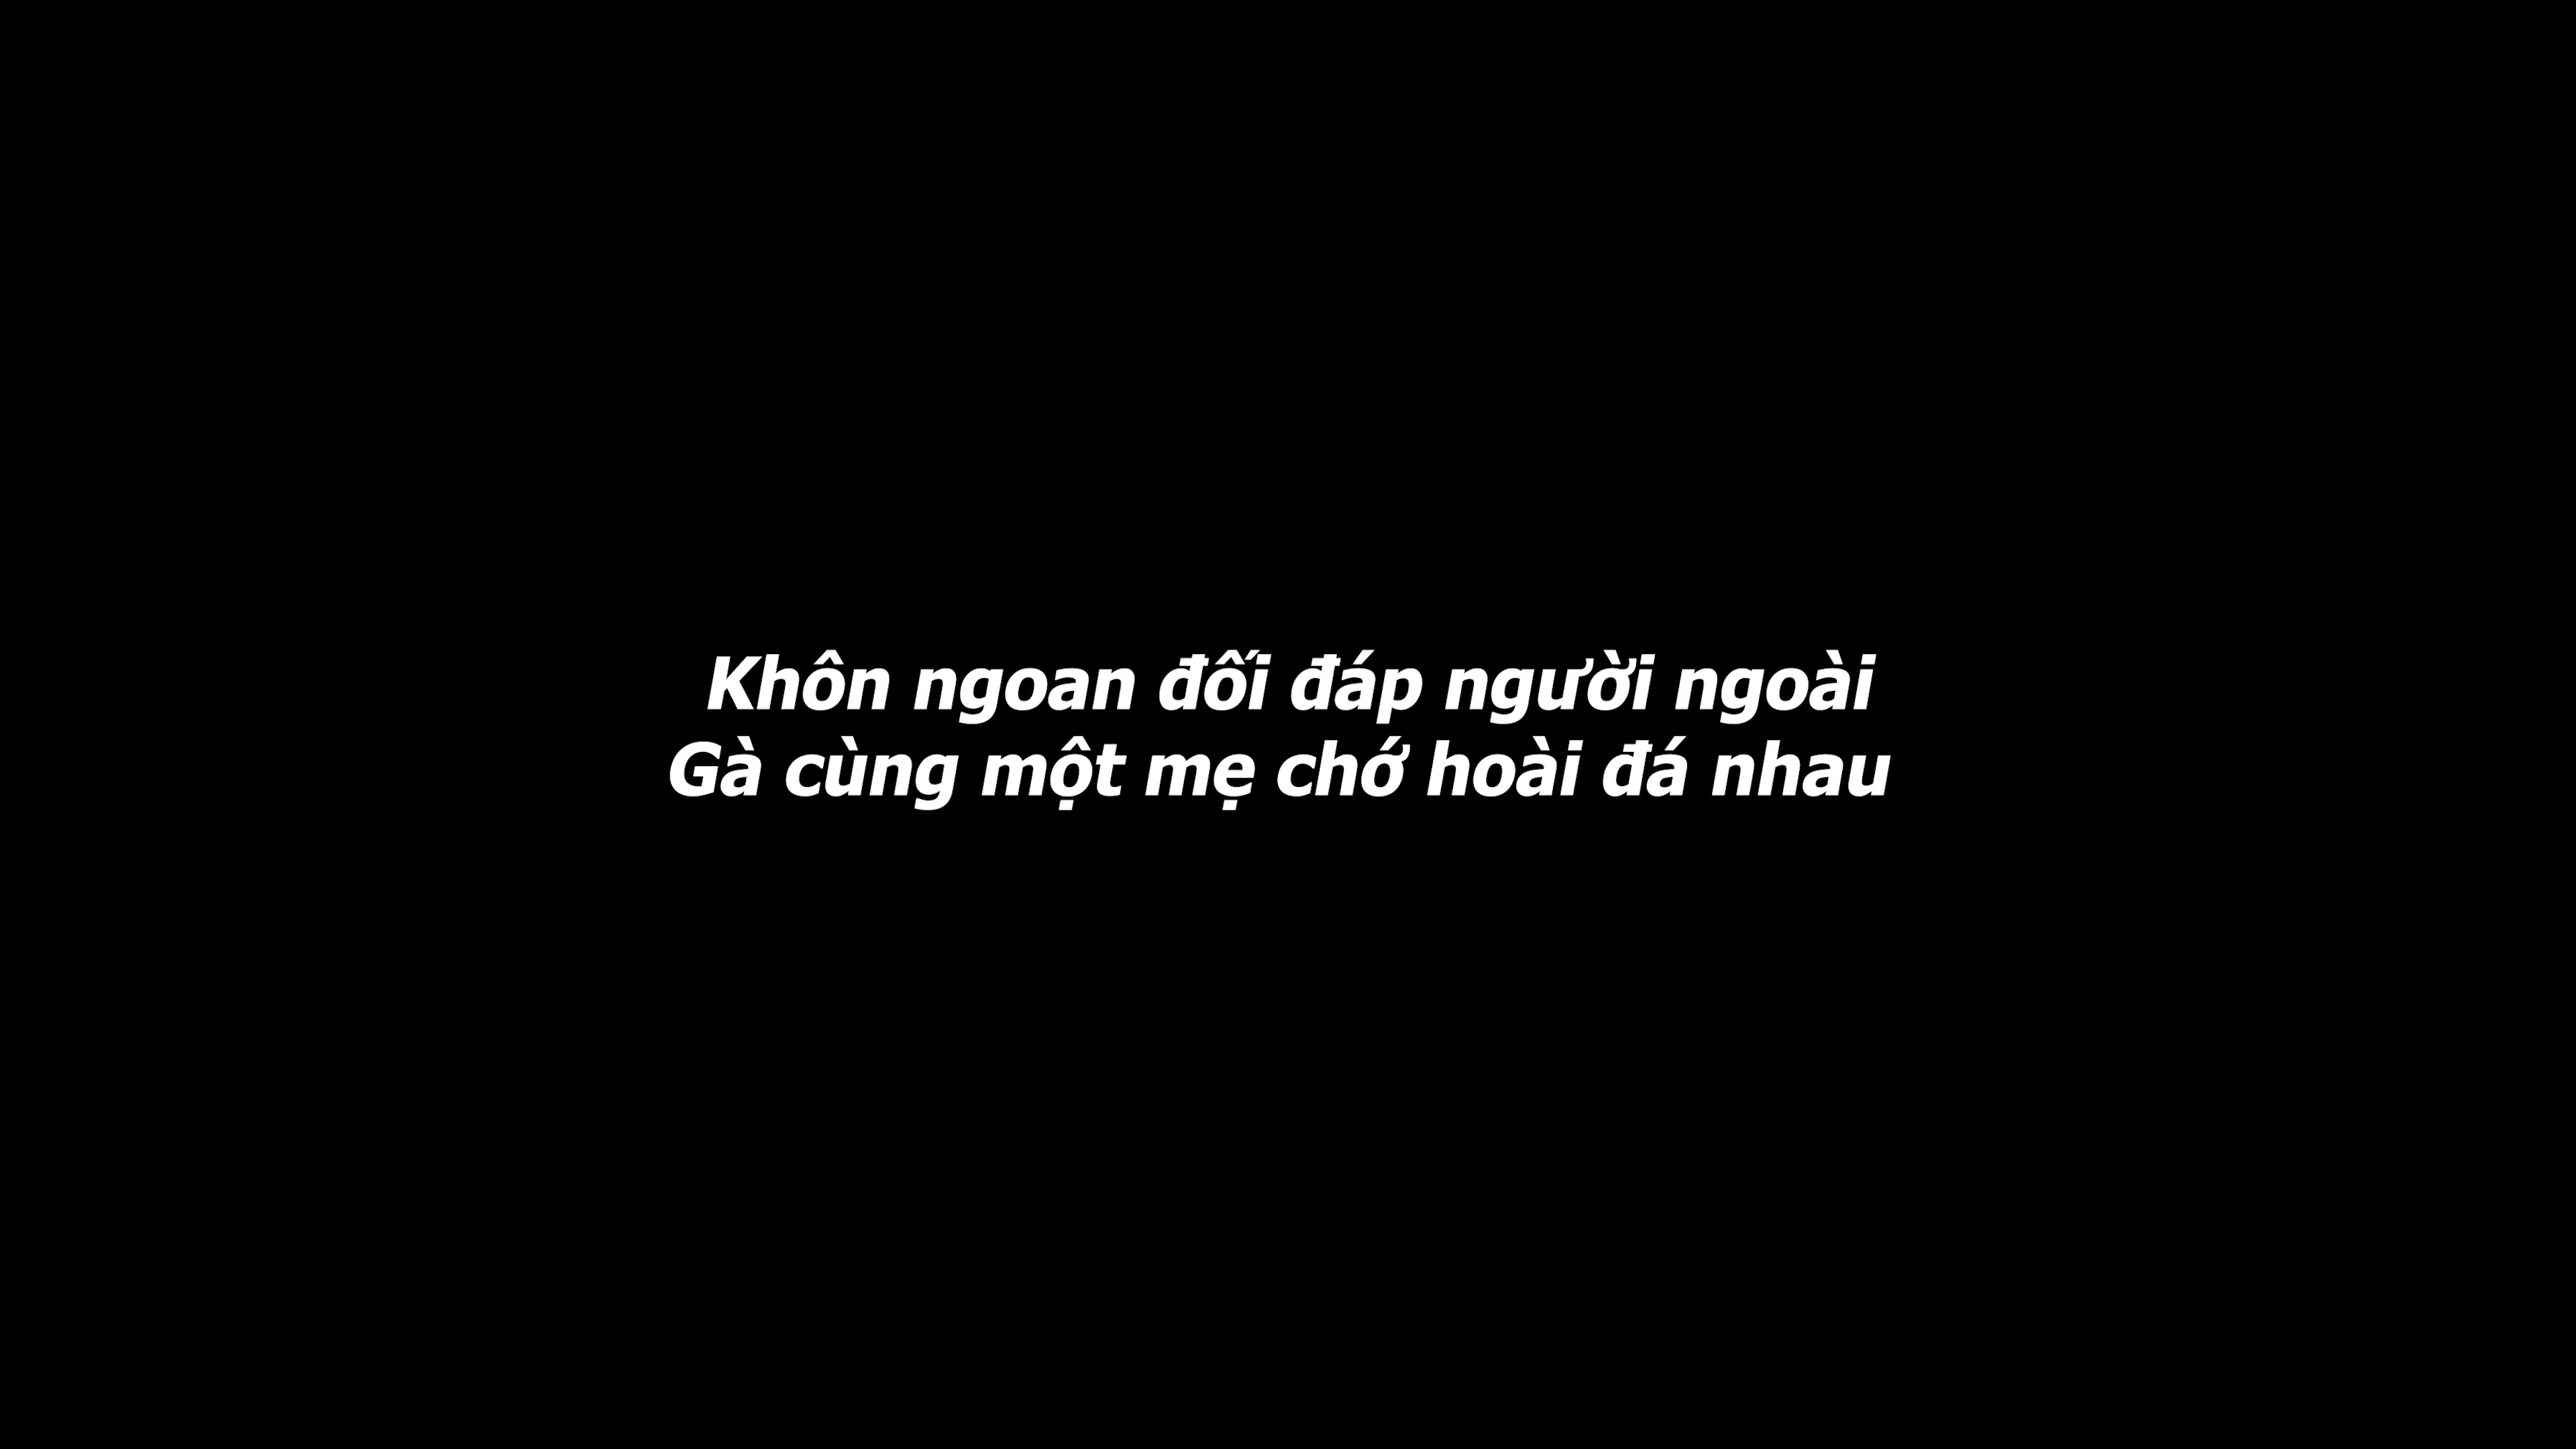 Khôn ngoan đối đáp người ngoài
Gà cùng một mẹ chớ hoài đá nhau